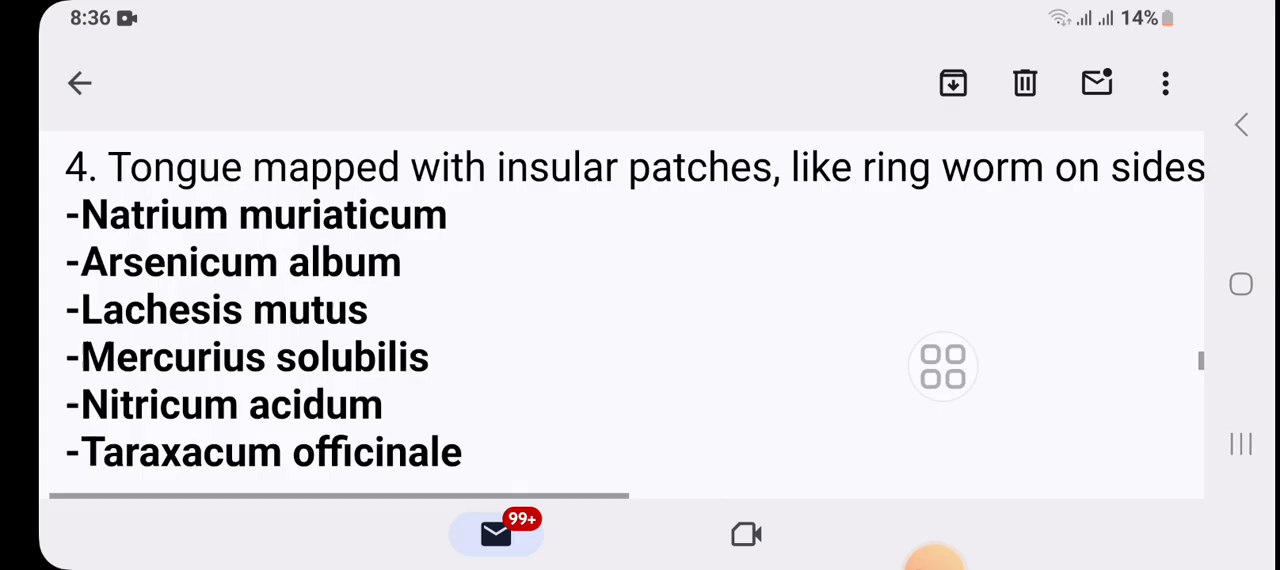 8:36
14%
4. Tongue mapped with insular patches, like ring worm on sides
-Natrium muriaticum
-Arsenicum album
-Lachesis mutus
-Mercurius solubilis
-Nitricum acidum
-Taraxacum officinale
99+